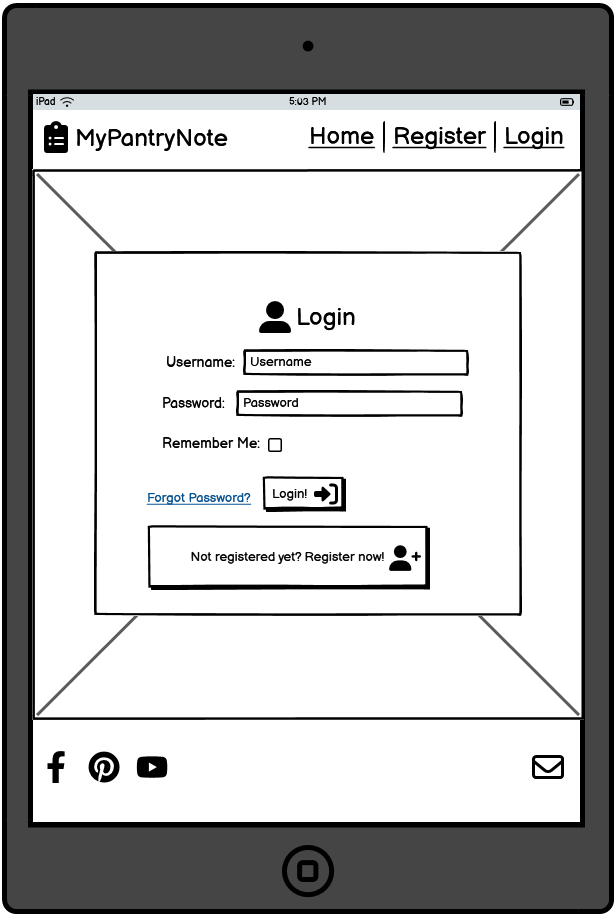 iPad 5:03 PM
MyPantryNote Home Register Login
Login
Username: Username
Password: Password
Remember Me:
Forgot Password? Login!
Not registered yet? Register now!